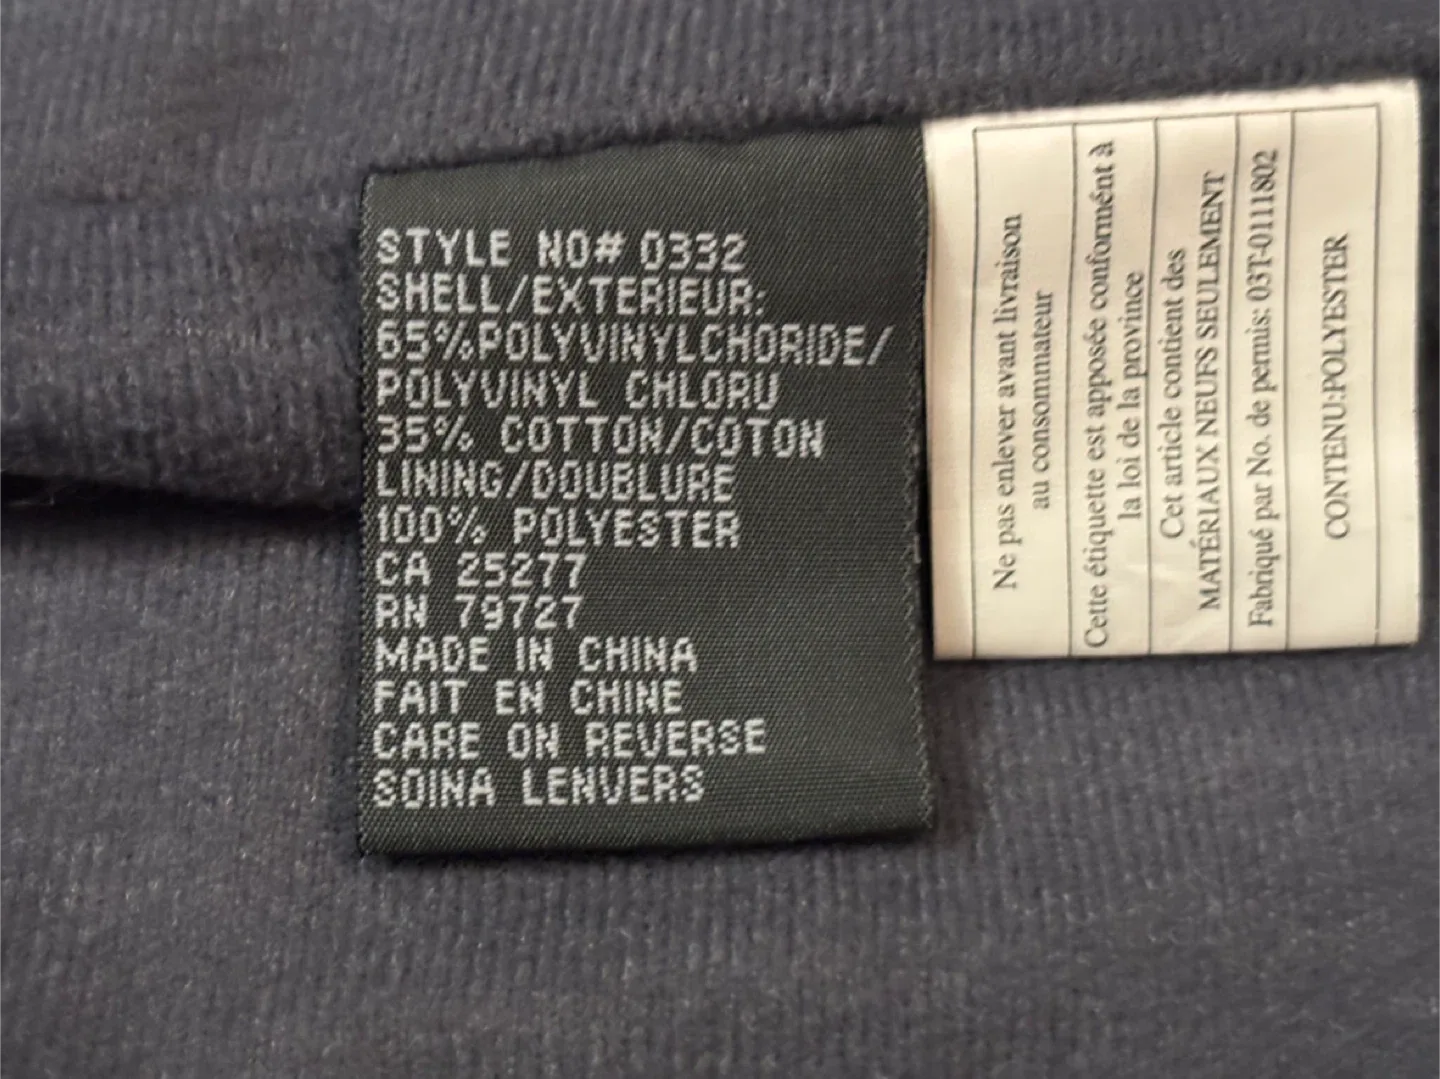 STYLE NO# 0332
SHELL/EXTERIEUR:
65%POLYVINYLCHORIDE/
POLYVINYL CHLORU
35% COTTON/COTON
LINING/DOUBLURE
100% POLYESTER
CA 25277
RN 79727
MADE IN CHINA
FAIT EN CHINE
CARE ON REVERSE
SOINA LENVERS
Ne pas enlever avant livraison
au consommateur
Cette étiquette est apposée conformént à
la loi de la province
Cet article contient des
MATÉRIAUX NEUFS SEULEMENT
Fabriqué par No. de permis: 03T-0111802
CONTENU:POLYESTER